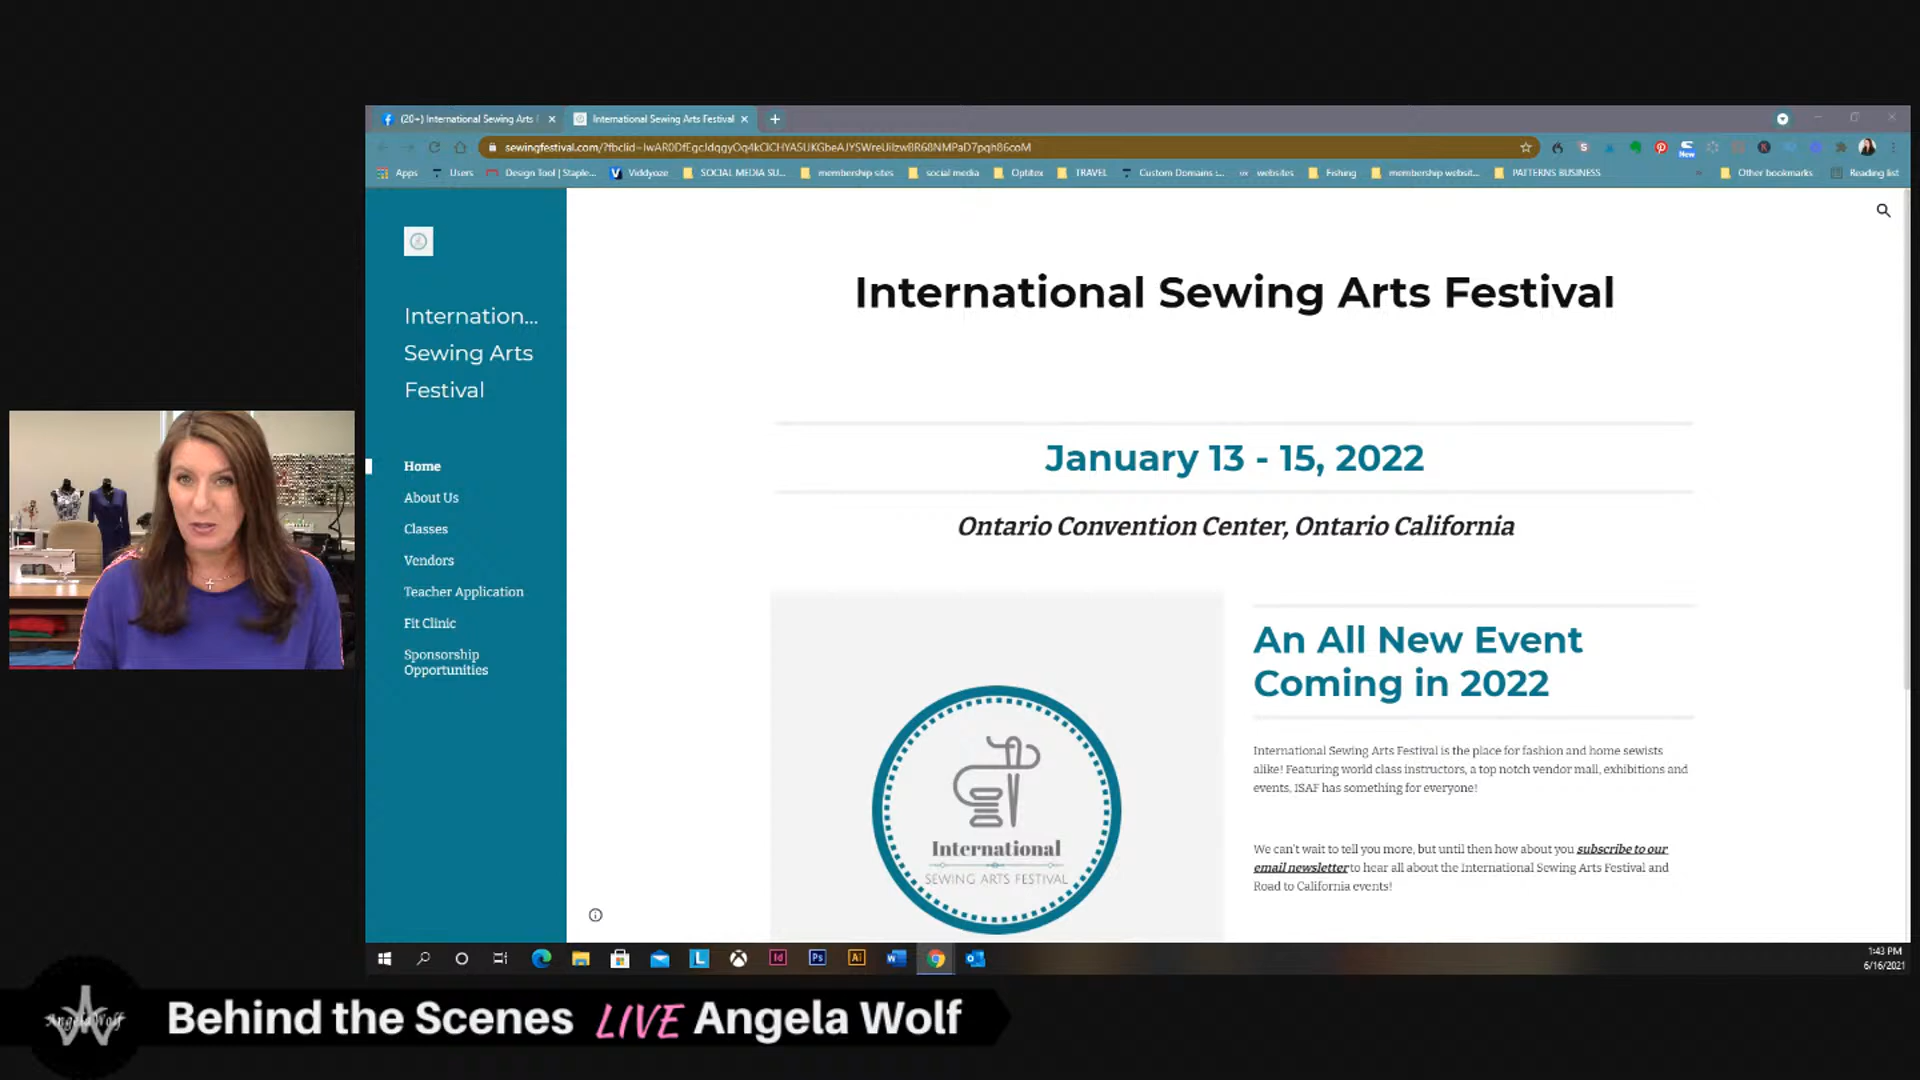 (20+) International Sewing Arts
International Sewing Arts Festival
Apps
Users
Design Tool | Staple...
Viddyoze
SOCIAL MEDIA SU...
membership sites
social media
Optitex
TRAVEL
Custom Domains :...
websites
Fishing
membership websit...
PATTERNS BUSINESS
Other bookmarks
Reading list
New
Internation...
Sewing Arts
Festival
Home
About Us
Classes
Vendors
Teacher Application
Fit Clinic
Sponsorship
Opportunities
International Sewing Arts Festival
January 13 - 15, 2022
Ontario Convention Center, Ontario California
International
SEWING ARTS FESTIVAL
An All New Event
Coming in 2022
International Sewing Arts Festival is the place for fashion and home sewists
alike! Featuring world class instructors, a top notch vendor mall, exhibitions and
events, ISAF has something for everyone!
We can't wait to tell you more, but until then how about you subscribe to our
email newsletter to hear all about the International Sewing Arts Festival and
Road to California events!
1:43 PM
6/16/2021
Angela Wolf
Behind the Scenes LIVE Angela Wolf